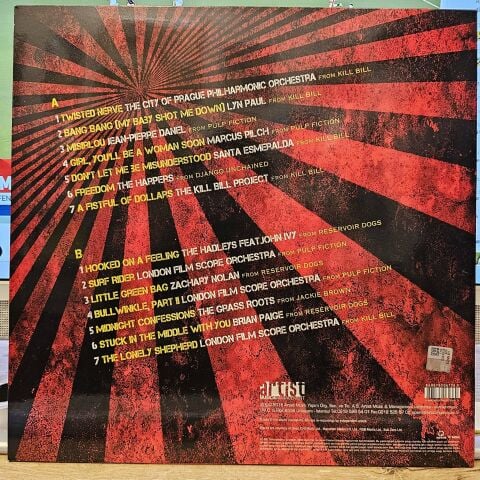 A
1 TWISTED NERVE THE CITY OF PRAGUE PHILHARMONIC ORCHESTRA FROM KILL BILL
2 BANG BANG (MY BABY SHOT ME DOWN) LYN PAUL FROM KILL BILL
3 MISIRLOU JEAN-PIERRE DANEL FROM PULP FICTION
4 GIRL, YOU'LL BE A WOMAN SOON MARCUS PILCH FROM PULP FICTION
5 DON'T LET ME BE MISUNDERSTOOD SANTA ESMERALDA FROM KILL BILL
6 FREEDOM THE HAPPERS FROM DJANGO UNCHAINED
7 A FISTFUL OF DOLLARS THE KILL BILL PROJECT FROM KILL BILL
B
1 HOOKED ON A FEELING THE HADLEYS FEAT.JOHN IVY FROM RESERVOIR DOGS
2 SURF RIDER LONDON FILM SCORE ORCHESTRA FROM PULP FICTION
3 LITTLE GREEN BAG ZACHARY NOLAN FROM RESERVOIR DOGS
4 BULLWINKLE, PART II LONDON FILM SCORE ORCHESTRA FROM PULP FICTION
5 MIDNIGHT CONFESSIONS THE GRASS ROOTS FROM JACKIE BROWN
6 STUCK IN THE MIDDLE WITH YOU BRIAN PAIGE FROM RESERVOIR DOGS
7 THE LONELY SHEPHERD LONDON FILM SCORE ORCHESTRA FROM KILL BILL
artist